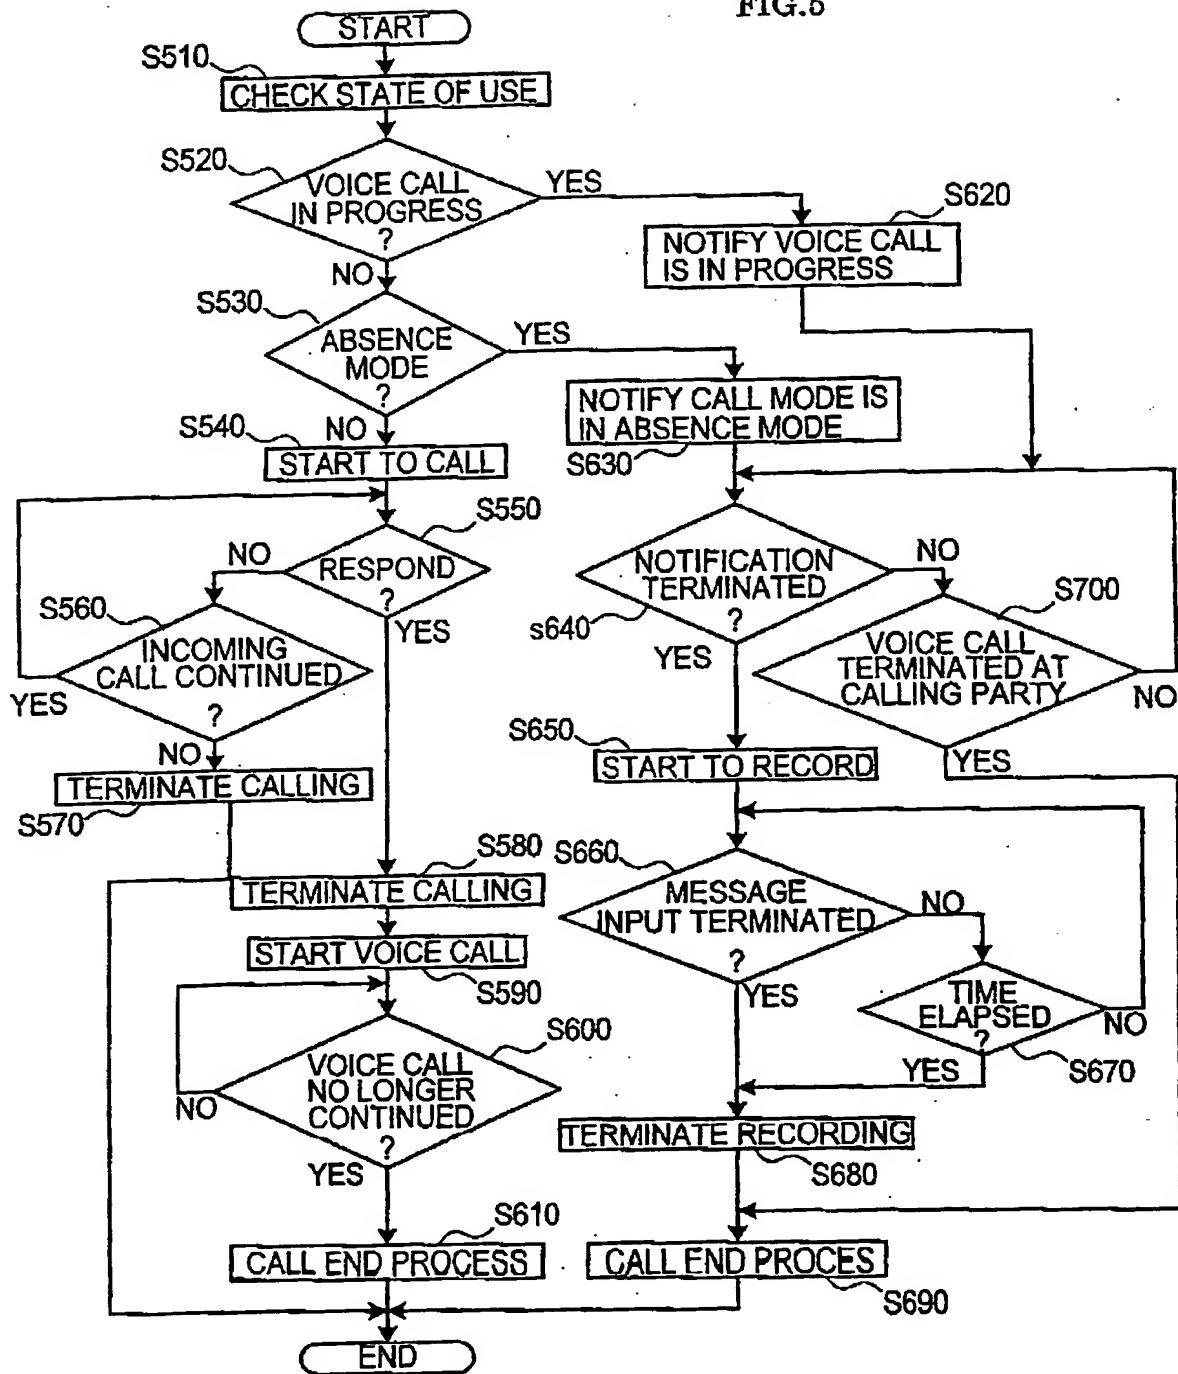 FIG.5
START
S510
CHECK STATE OF USE
S520
VOICE CALL
IN PROGRESS
?
YES
NO
S620
NOTIFY VOICE CALL
IS IN PROGRESS
S530
ABSENCE
MODE
?
YES
NO
NOTIFY CALL MODE IS
IN ABSENCE MODE
S630
S540
START TO CALL
S550
RESPOND
?
NO
YES
S560
INCOMING
CALL CONTINUED
?
YES
NO
TERMINATE CALLING
S570
NOTIFICATION
TERMINATED
?
s640
NO
YES
S700
VOICE CALL
TERMINATED AT
CALLING PARTY
NO
YES
S650
START TO RECORD
S580
TERMINATE CALLING
START VOICE CALL
S590
S660
MESSAGE
INPUT TERMINATED
?
NO
YES
TIME
ELAPSED
?
NO
YES
S670
S600
VOICE CALL
NO LONGER
CONTINUED
?
NO
YES
TERMINATE RECORDING
S680
S610
CALL END PROCESS
CALL END PROCES
S690
END